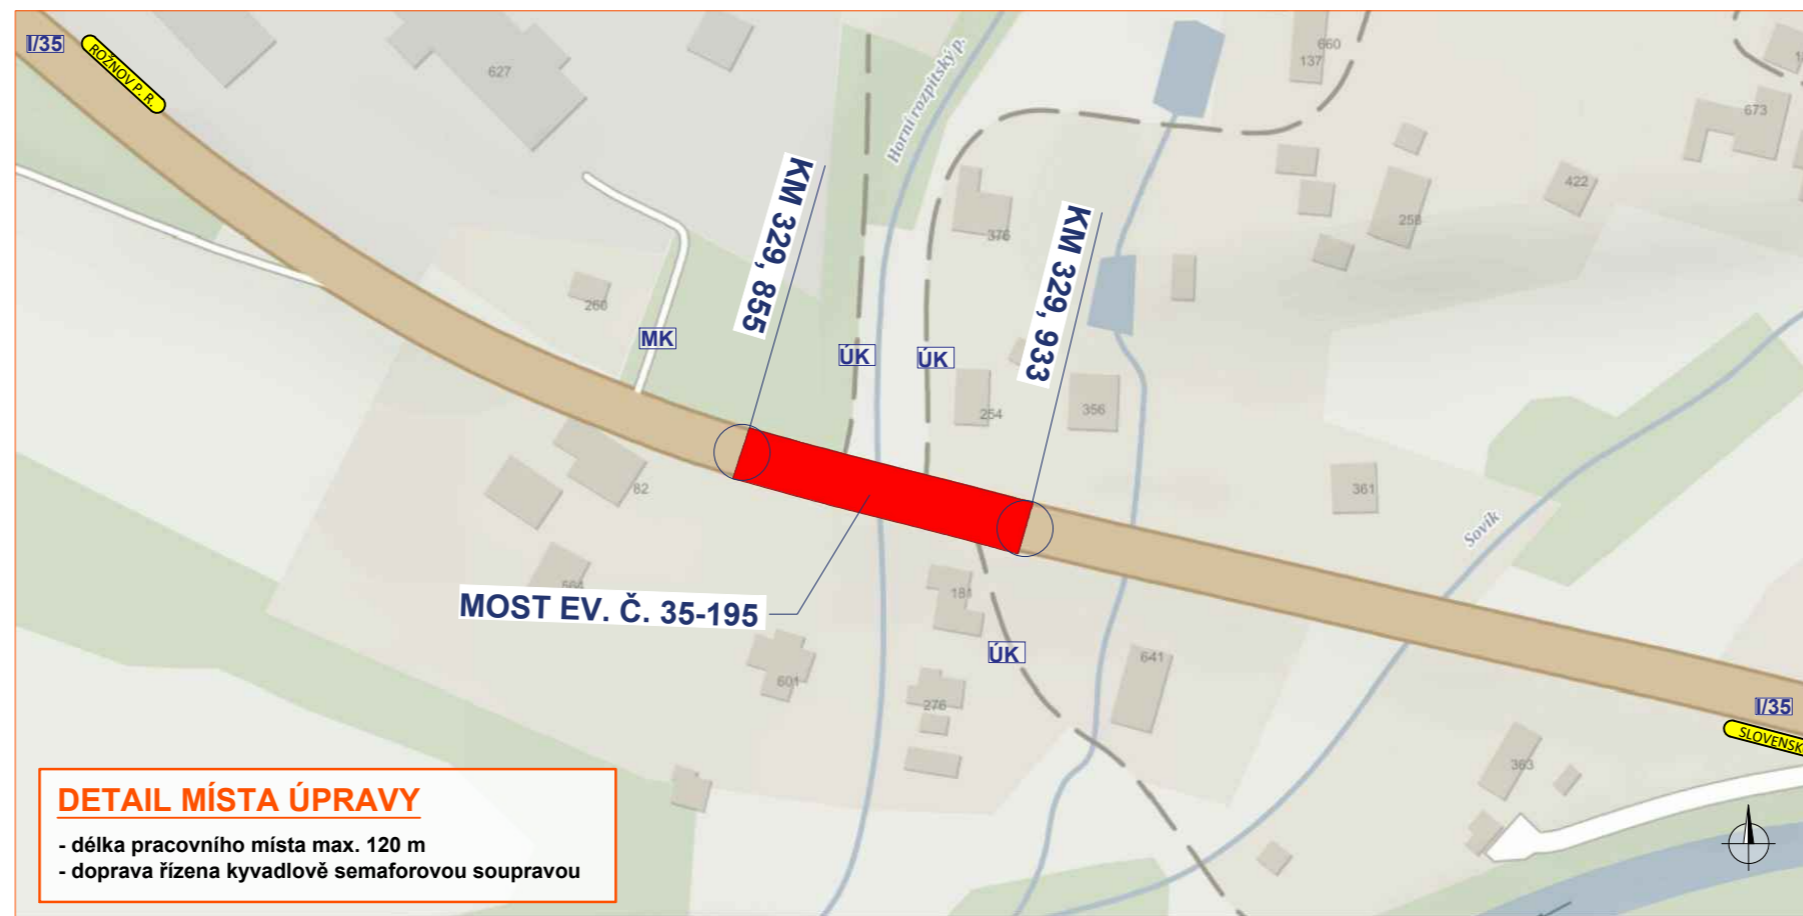 I/35
ROŽNOV P. R.
627
Horní rozpitský p.
660
137
673
422
258
376
KM 329, 855
KM 329, 933
260
MK
ÚK
ÚK
254
356
82
361
Sovík
564
MOST EV. Č. 35-195
181
ÚK
641
601
276
I/35
SLOVENSK
363
DETAIL MÍSTA ÚPRAVY
- délka pracovního místa max. 120 m
- doprava řízena kyvadlově semaforovou soupravou